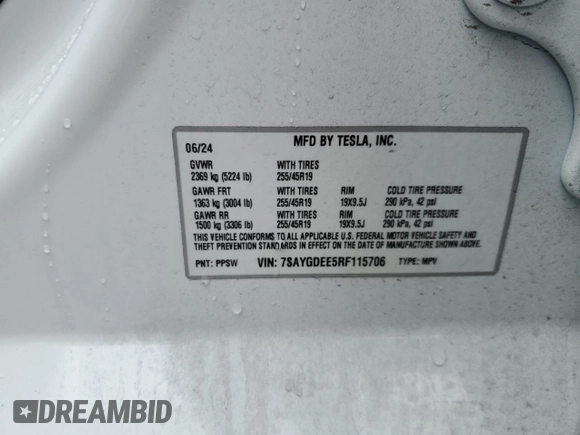 06/24 MFD BY TESLA, INC.
GVWR WITH TIRES
2369 kg (5224 lb) 255/45R19
GAWR FRT WITH TIRES RIM COLD TIRE PRESSURE
1363 kg (3004 lb) 255/45R19 19X9.5J 290 kPa, 42 psi
GAWR RR WITH TIRES RIM COLD TIRE PRESSURE
1500 kg (3306 lb) 255/45R19 19X9.5J 290 kPa, 42 psi
THIS VEHICLE CONFORMS TO ALL APPLICABLE U.S. FEDERAL MOTOR VEHICLE SAFETY AND
THEFT PREVENTION STANDARDS IN EFFECT ON THE DATE OF MANUFACTURE SHOWN ABOVE.
PNT: PPSW VIN: 7SAYGDEE5RF115706 TYPE: MPV
DREAMBID